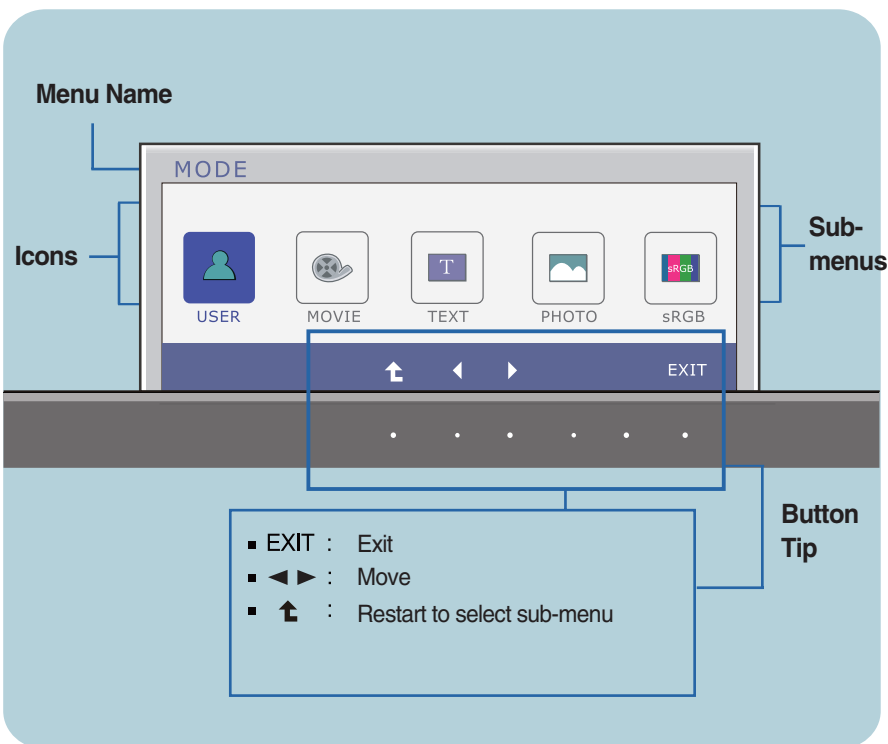 Menu Name
MODE
Icons
Sub-
menus
T
sRGB
USER
MOVIE
TEXT
PHOTO
sRGB
EXIT
Button
Tip
EXIT : Exit
◄ ► : Move
: Restart to select sub-menu